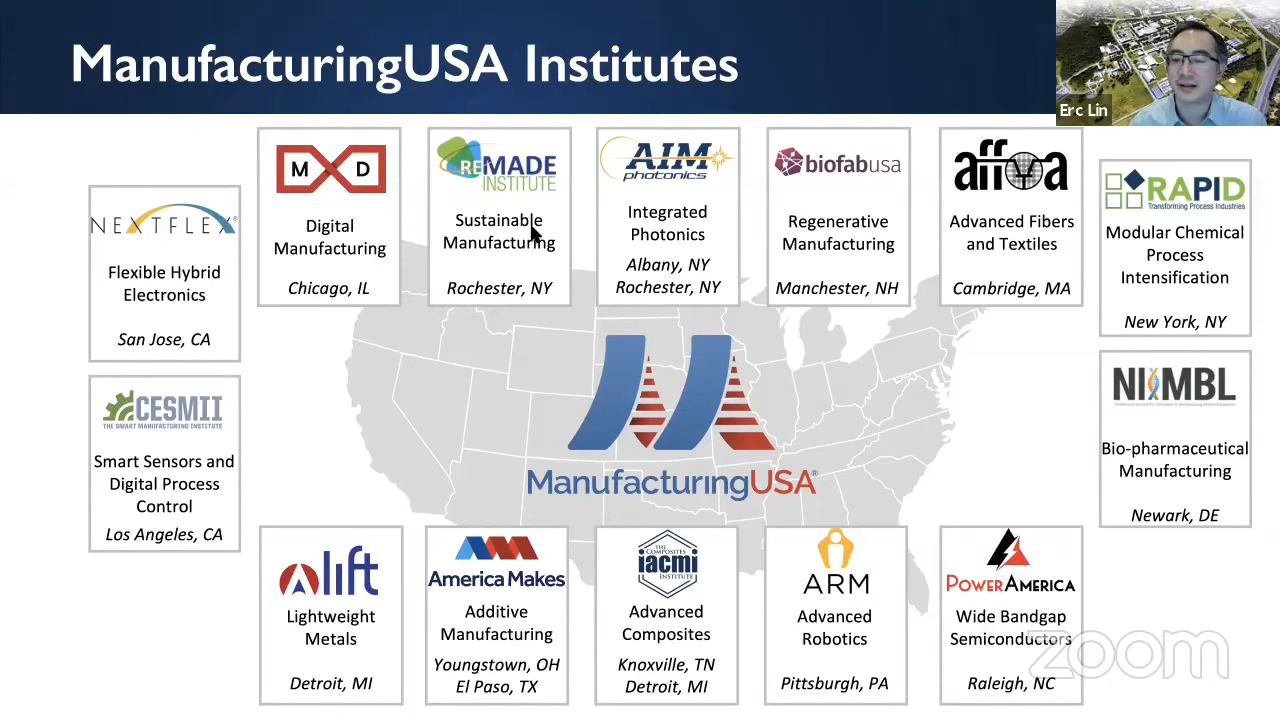 ManufacturingUSA Institutes
Erc Lin
NEXTFLEX®
Flexible Hybrid
Electronics
San Jose, CA
M D
Digital
Manufacturing
Chicago, IL
REMADE
INSTITUTE
Sustainable
Manufacturing
Rochester, NY
AIM
photonics
Integrated
Photonics
Albany, NY
Rochester, NY
biofabusa
Regenerative
Manufacturing
Manchester, NH
affoa
Advanced Fibers
and Textiles
Cambridge, MA
RAPID
Transforming Process Industries
Modular Chemical
Process
Intensification
New York, NY
CESMII
THE SMART MANUFACTURING INSTITUTE
Smart Sensors and
Digital Process
Control
Los Angeles, CA
ManufacturingUSA®
NIIMBL
Bio-pharmaceutical
Manufacturing
Newark, DE
alift
Lightweight
Metals
Detroit, MI
America Makes
Additive
Manufacturing
Youngstown, OH
El Paso, TX
THE
COMPOSITES
iacmi
INSTITUTE
Advanced
Composites
Knoxville, TN
Detroit, MI
ARM
Advanced
Robotics
Pittsburgh, PA
POWERAMERICA
Wide Bandgap
Semiconductors
Raleigh, NC
zoom